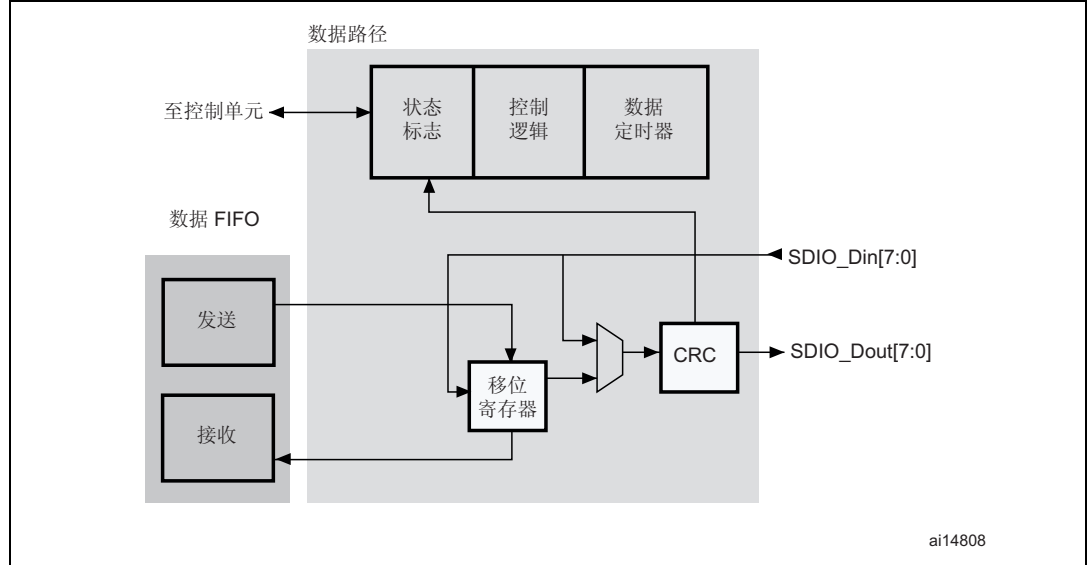 数据路径
至控制单元
状态
标志
控制
逻辑
数据
定时器
数据 FIFO
SDIO_Din[7:0]
发送
SDIO_Dout[7:0]
CRC
移位
寄存器
接收
ai14808